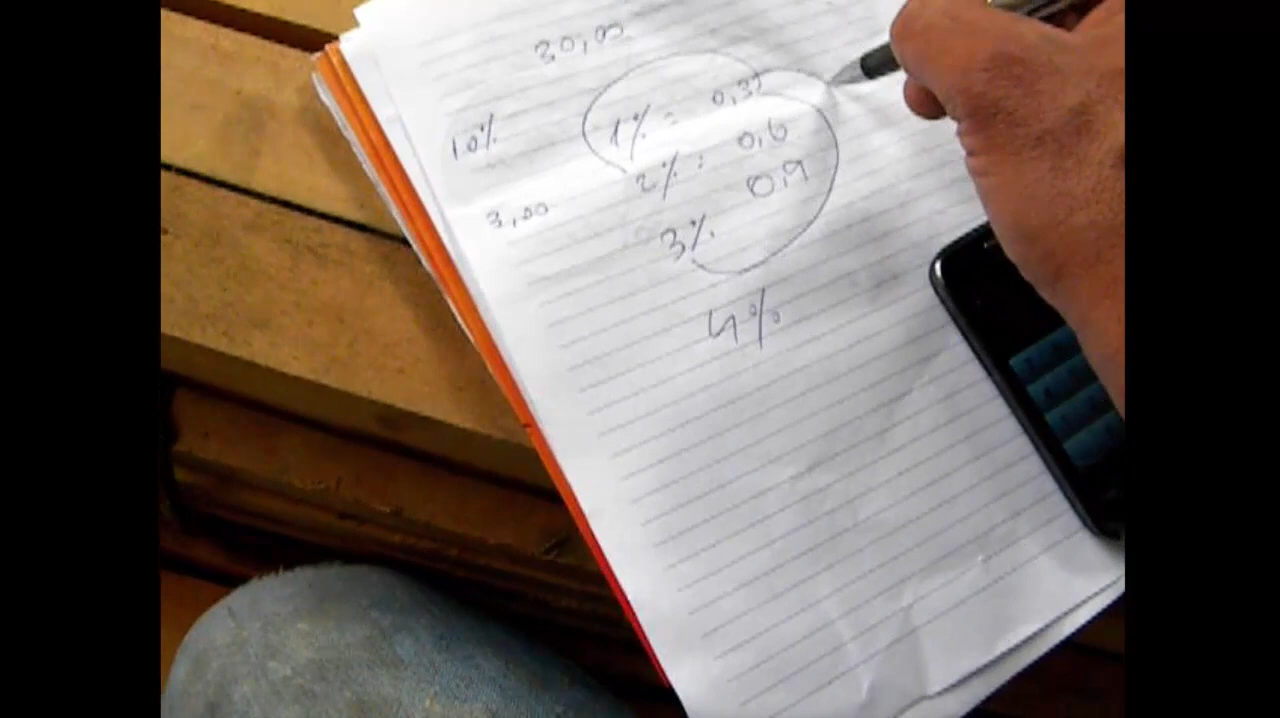 30,00
10%
1% = 0,3
2% : 0,6
3,00
3% 0,9
4%